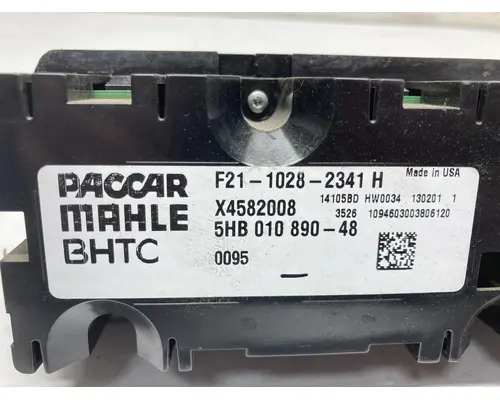 PACCAR
MAHLE
BHTC
F21-1028-2341 H
Made in USA
X4582008
14105BD HW0034 130201 1
5HB 010 890-48
3526 1094603003806120
0095